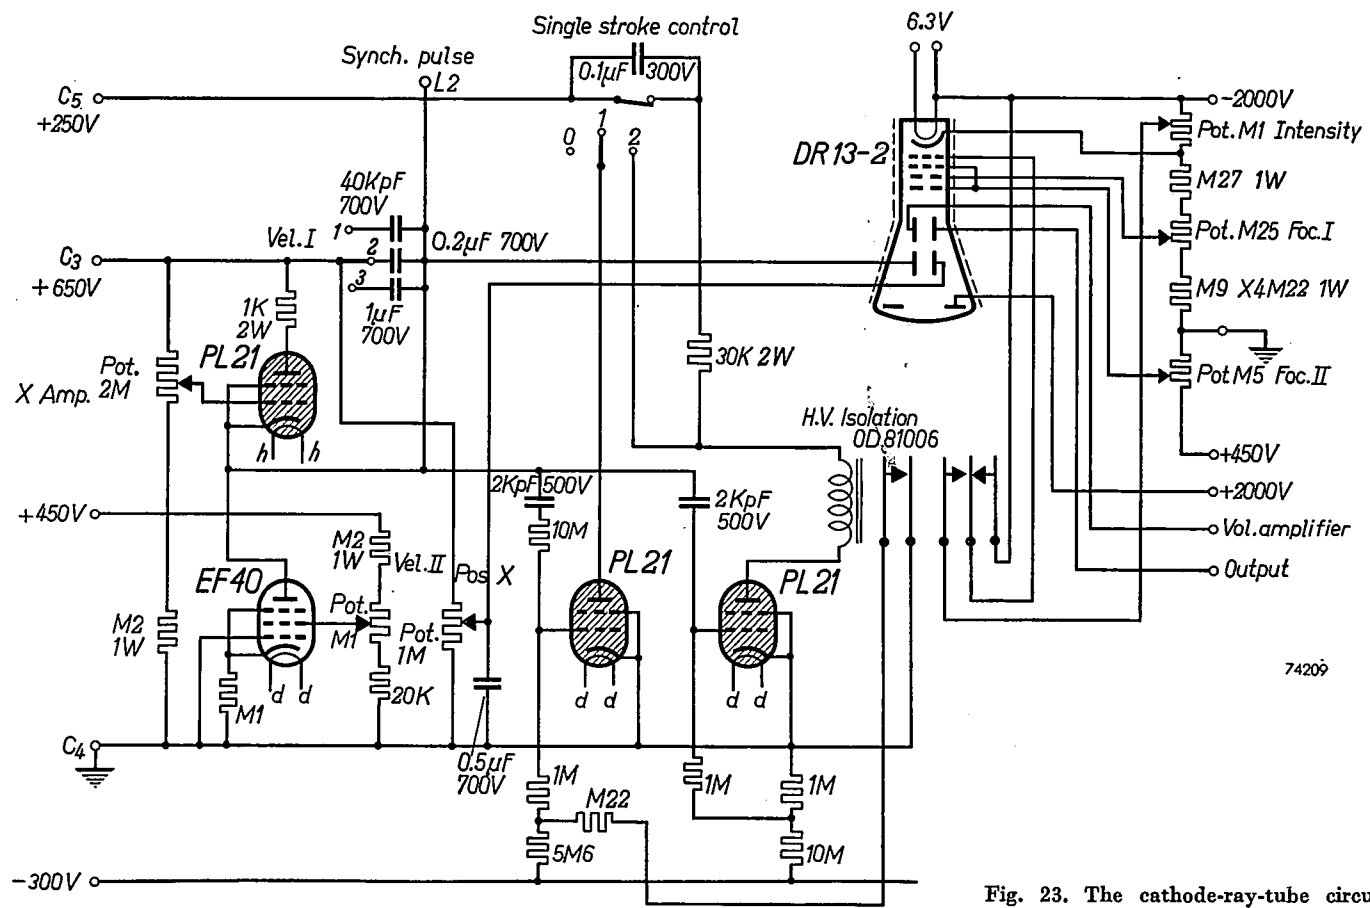 Single stroke control
6.3V
Synch. pulse
L2
0.1μF 300V
C5
+250V
-2000V
Pot. M1 Intensity
0
1
2
DR13-2
M27 1W
40KpF
700V
1
Vel. I
2
0.2μF 700V
Pot. M25 Foc. I
C3
+650V
3
1μF
700V
M9 X4M22 1W
1K
2W
PL21
30K 2W
Pot.
2M
X Amp.
Pot M5 Foc. II
H.V. Isolation
OD 81006
h h
+450V
2KpF 500V
2KpF
500V
+2000V
+450V
10M
Vol. amplifier
M2
1W
Vel. II
Pos X
PL21
PL21
Output
EF40
Pot.
M1
Pot.
1M
M2
1W
d d
20K
d d
d d
74209
M1
C4
0.5μF
700V
1M
1M
1M
M22
5M6
10M
-300V
Fig. 23. The cathode-ray-tube circu